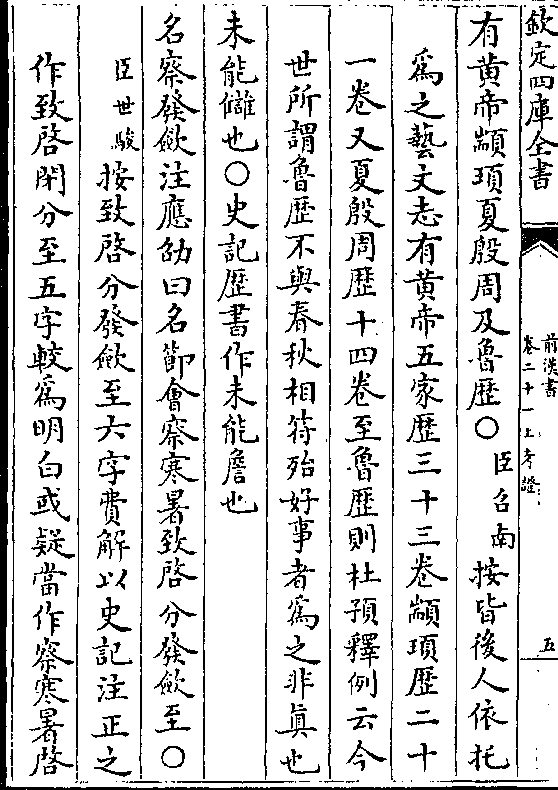 欽定四庫全書
前漢書
卷二十一上考證
五
有黄帝顓頊夏殷周及魯歴○臣召南按皆後人依托
爲之藝文志有黄帝五家歴三十三卷顓頊歴二十
一卷又夏殷周歴十四卷至魯歴則杜預釋例云今
世所謂魯歴不與春秋相符殆好事者爲之非眞也
未能讎也○史記歴書作未能詹也
名察發斂注應劭曰名節會察寒暑致啓分發斂至○
臣世駿按致啓分發斂至六字費解以史記注正之
作致啓閉分至五字較爲明白或疑當作察寒暑啓